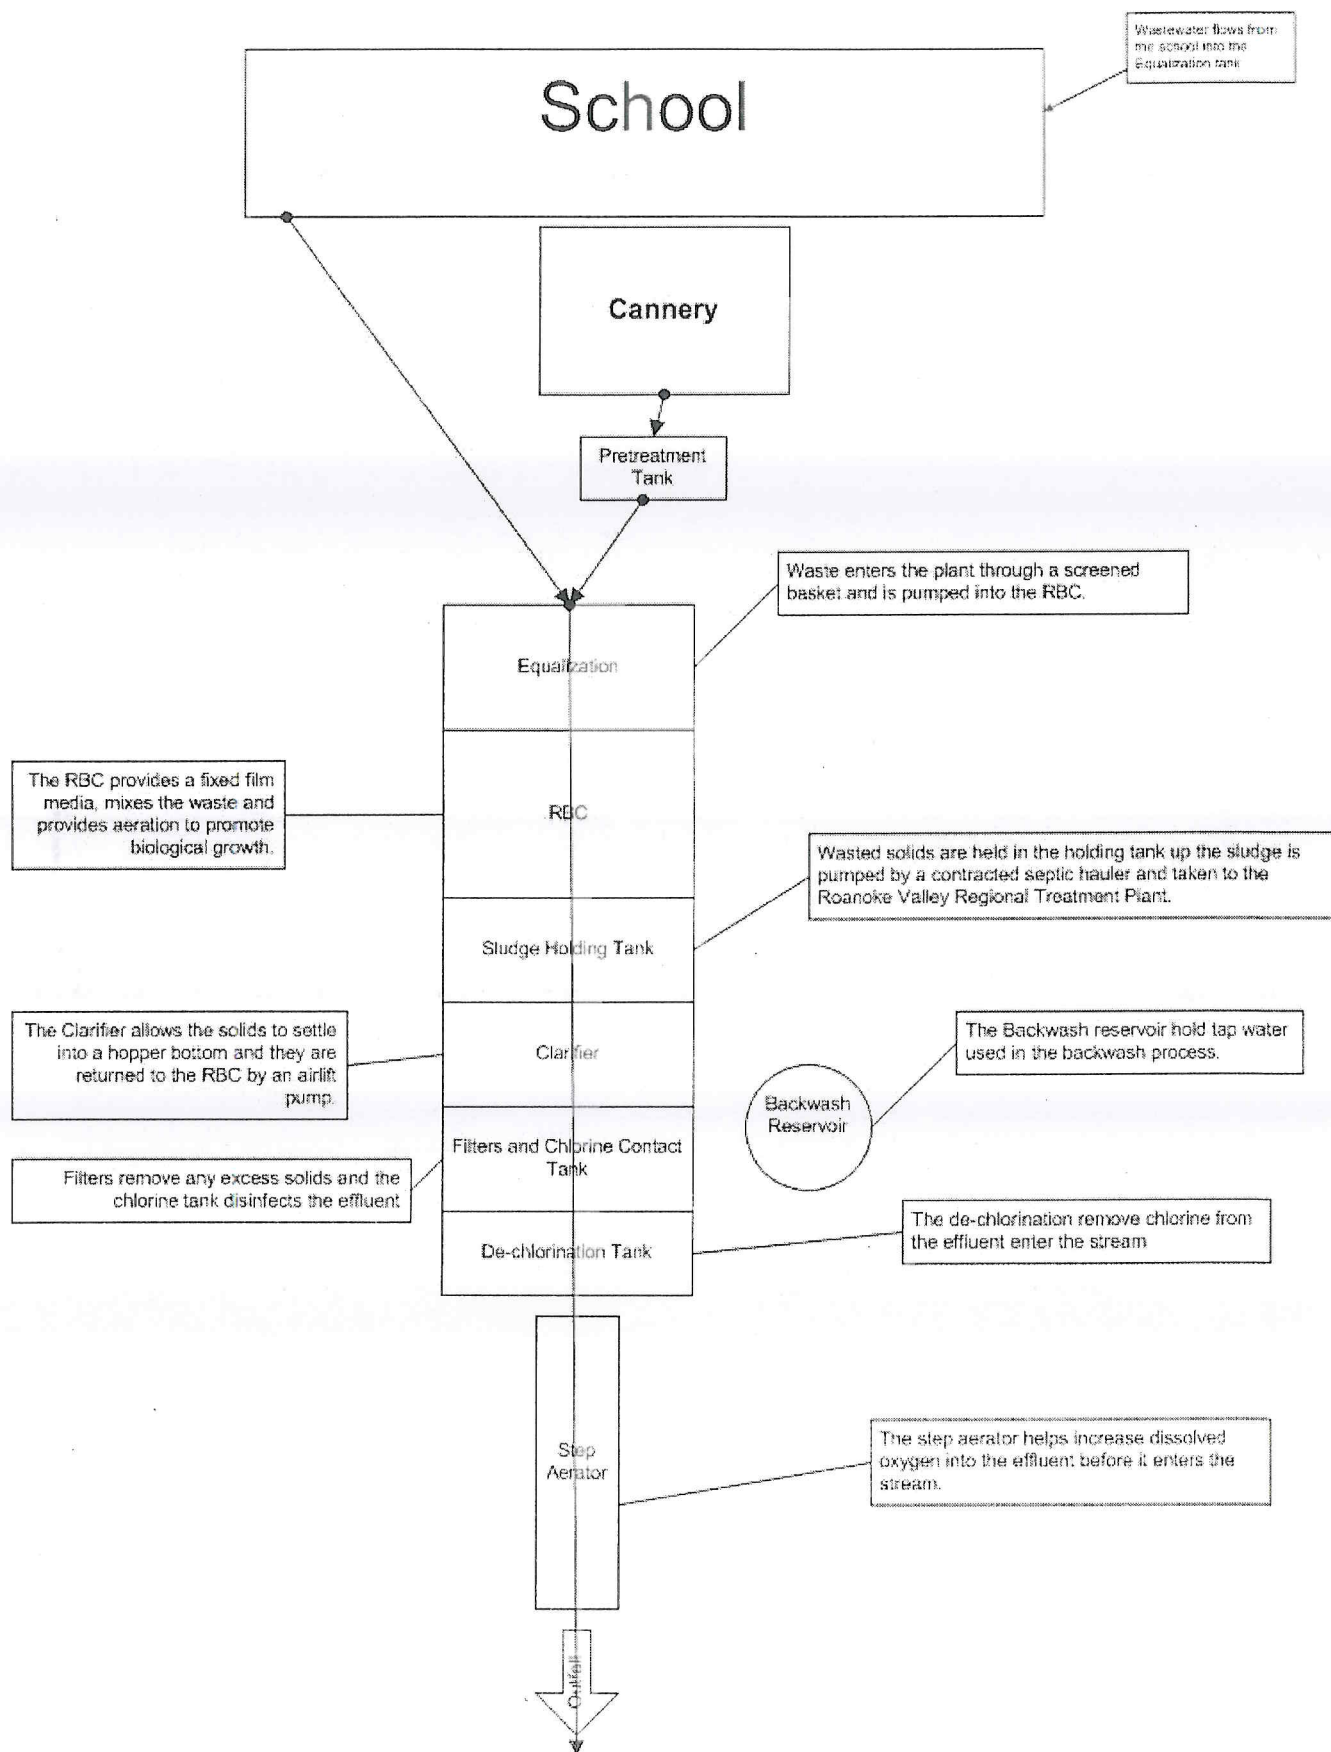 Wastewater flows from
the school into the
Equalization tank
School
Cannery
Pretreatment
Tank
Waste enters the plant through a screened
basket and is pumped into the RBC.
Equalization
The RBC provides a fixed film
media, mixes the waste and
provides aeration to promote
biological growth.
RBC
Wasted solids are held in the holding tank up the sludge is
pumped by a contracted septic hauler and taken to the
Roanoke Valley Regional Treatment Plant.
Sludge Holding Tank
The Clarifier allows the solids to settle
into a hopper bottom and they are
returned to the RBC by an airlift
pump.
Clarifier
The Backwash reservoir hold tap water
used in the backwash process.
Backwash
Reservoir
Filters and Chlorine Contact
Tank
Filters remove any excess solids and the
chlorine tank disinfects the effluent
De-chlorination Tank
The de-chlorination remove chlorine from
the effluent enter the stream
Step
Aerator
The step aerator helps increase dissolved
oxygen into the effluent before it enters the
stream.
Outfall